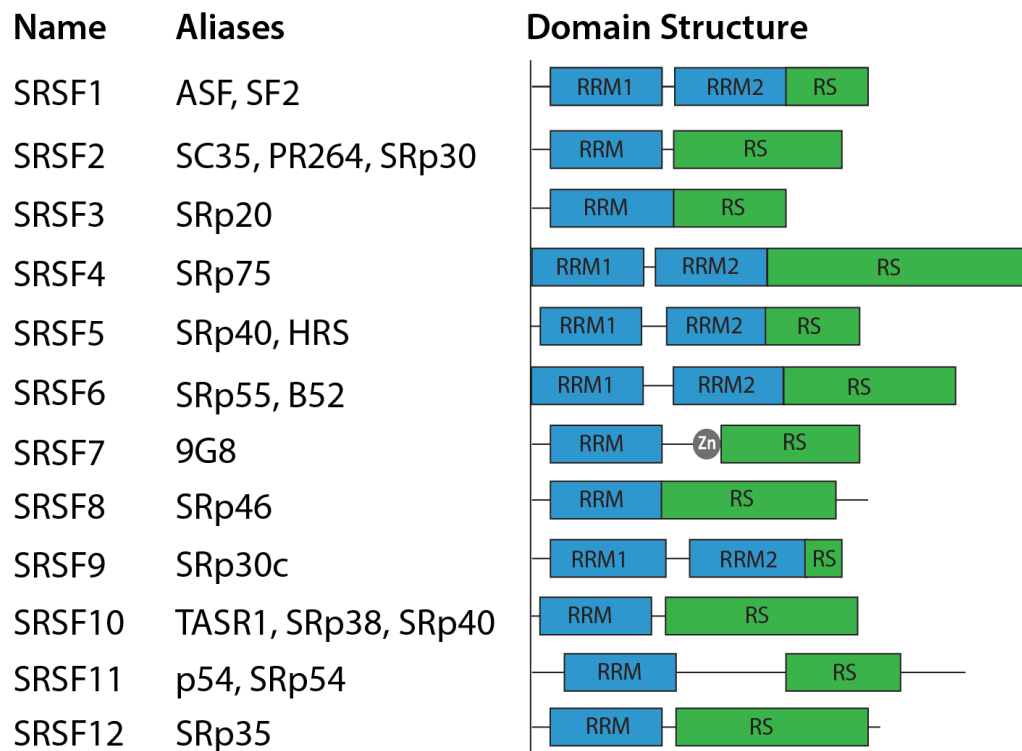 Name Aliases Domain Structure
SRSF1 ASF, SF2 RRM1 RRM2 RS
SRSF2 SC35, PR264, SRp30 RRM RS
SRSF3 SRp20 RRM RS
SRSF4 SRp75 RRM1 RRM2 RS
SRSF5 SRp40, HRS RRM1 RRM2 RS
SRSF6 SRp55, B52 RRM1 RRM2 RS
SRSF7 9G8 RRM Zn RS
SRSF8 SRp46 RRM RS
SRSF9 SRp30c RRM1 RRM2 RS
SRSF10 TASR1, SRp38, SRp40 RRM RS
SRSF11 p54, SRp54 RRM RS
SRSF12 SRp35 RRM RS